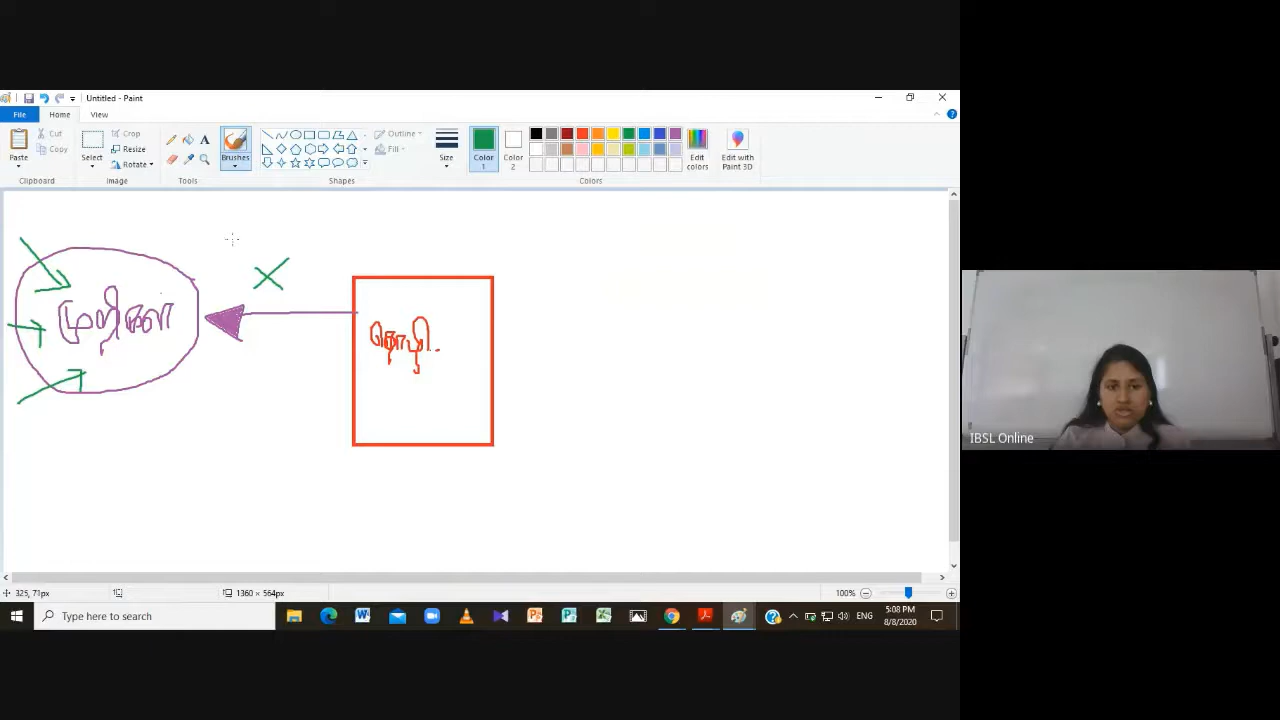 Untitled - Paint
File Home View
Paste
Cut
Copy
Clipboard
Select
Crop
Resize
Rotate
Image
Tools
Brushes
Shapes
Outline
Fill
Size
Color 1
Color 2
Edit colors
Edit with Paint 3D
Colors
IBSL Online
325, 71px
1360 × 564px
100%
Type here to search
ENG
5:08 PM
8/8/2020